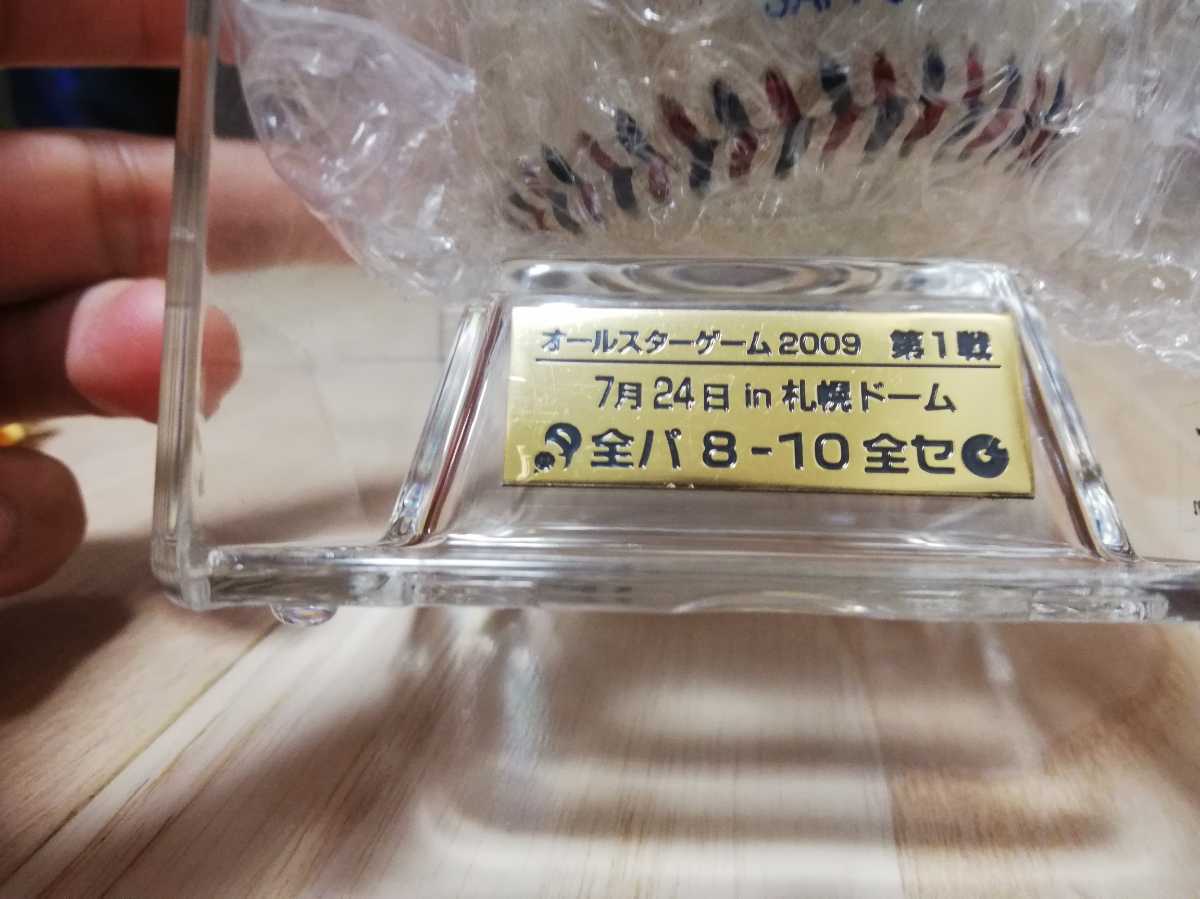 オールスターゲーム2009 第1戦
7月24日 in 札幌ドーム
全パ 8-10 全セ